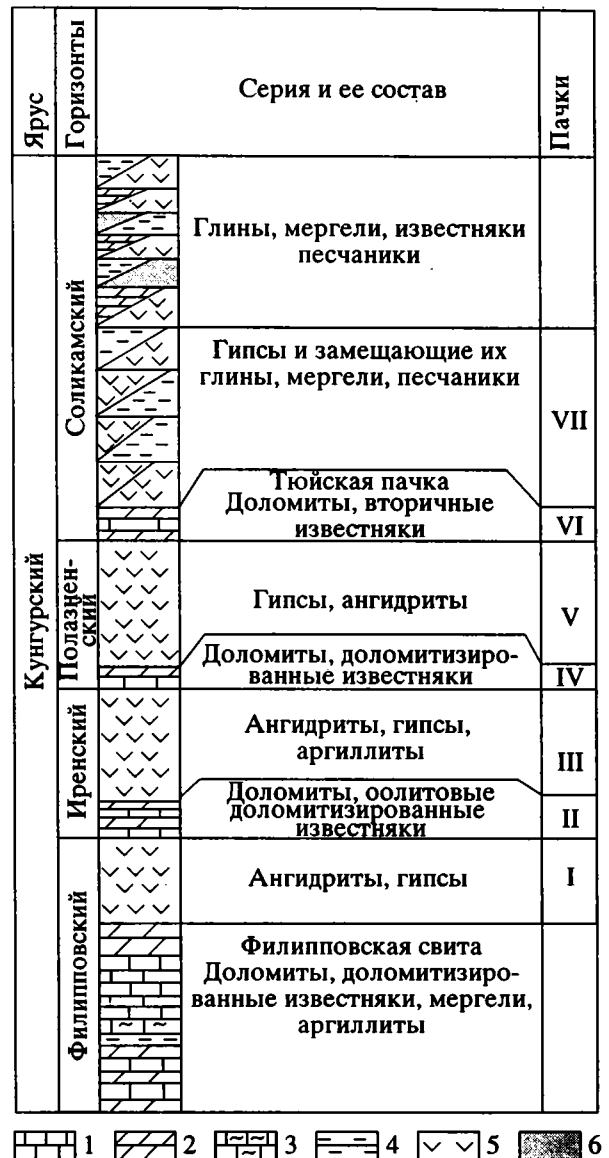 Ярус
Горизонты
Серия и ее состав
Пачки
Кунгурский
Соликамский
Глины, мергели, известняки
песчаники
Гипсы и замещающие их
глины, мергели, песчаники
VII
Тюйская пачка
Доломиты, вторичные
известняки
VI
Полазнен-
ский
Гипсы, ангидриты
V
Доломиты, доломитизиро-
ванные известняки
IV
Иренский
Ангидриты, гипсы,
аргиллиты
III
Доломиты, оолитовые
доломитизированные
известняки
II
Филипповский
Ангидриты, гипсы
I
Филипповская свита
Доломиты, доломитизиро-
ванные известняки, мергели,
аргиллиты
1 2 3 4 5 6